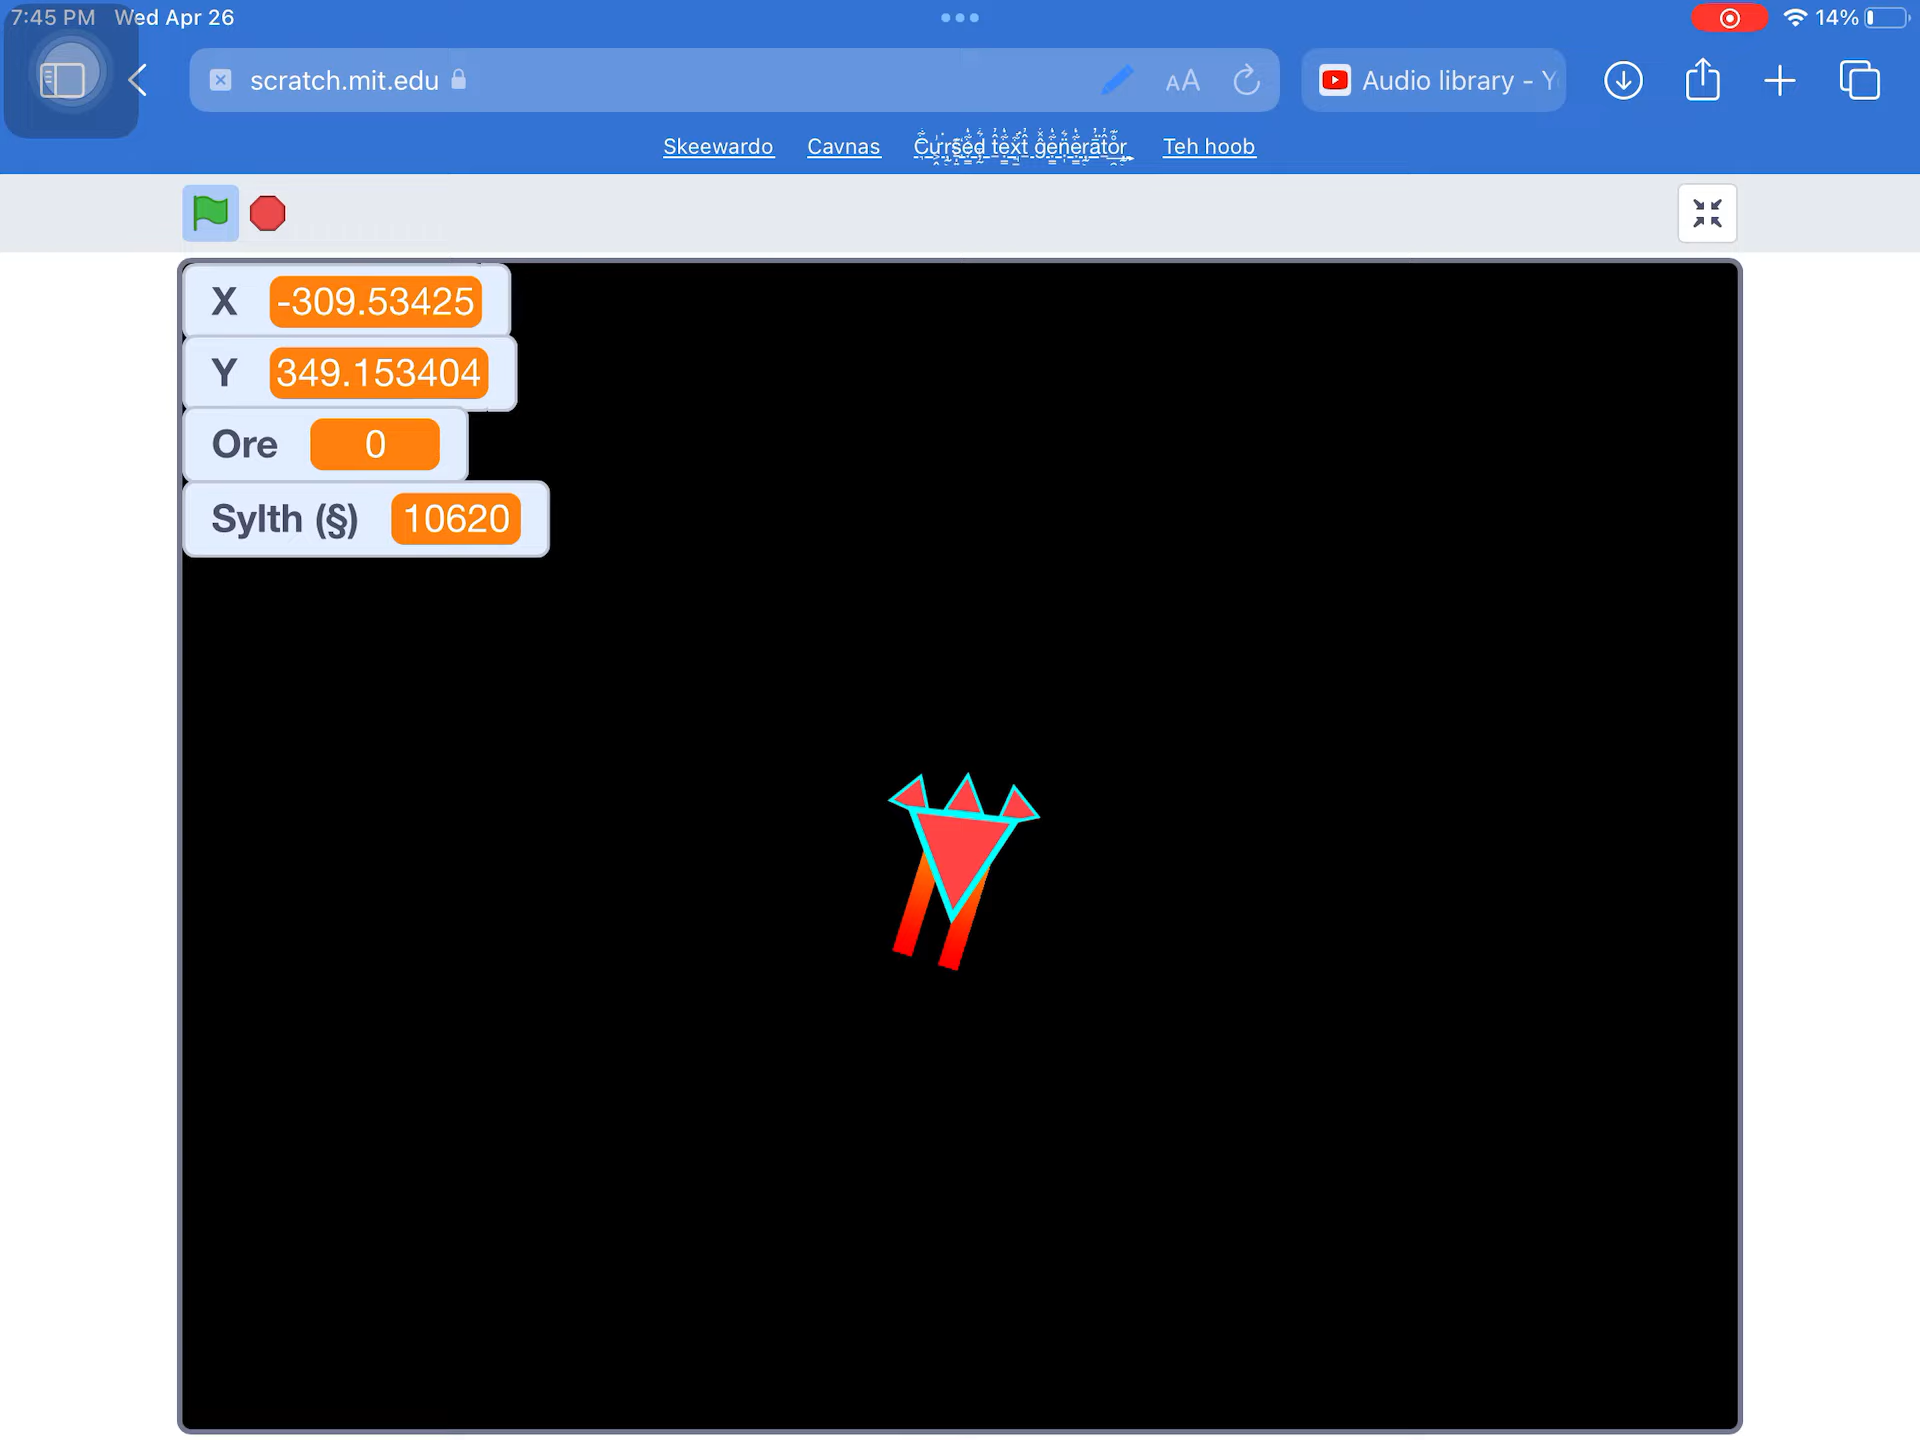 7:45 PM Wed Apr 26 14%
scratch.mit.edu AA Audio library - Y
Skeewardo Cavnas Cursed text generator Teh hoob
X -309.53425
Y 349.153404
Ore 0
Sylth (§) 10620